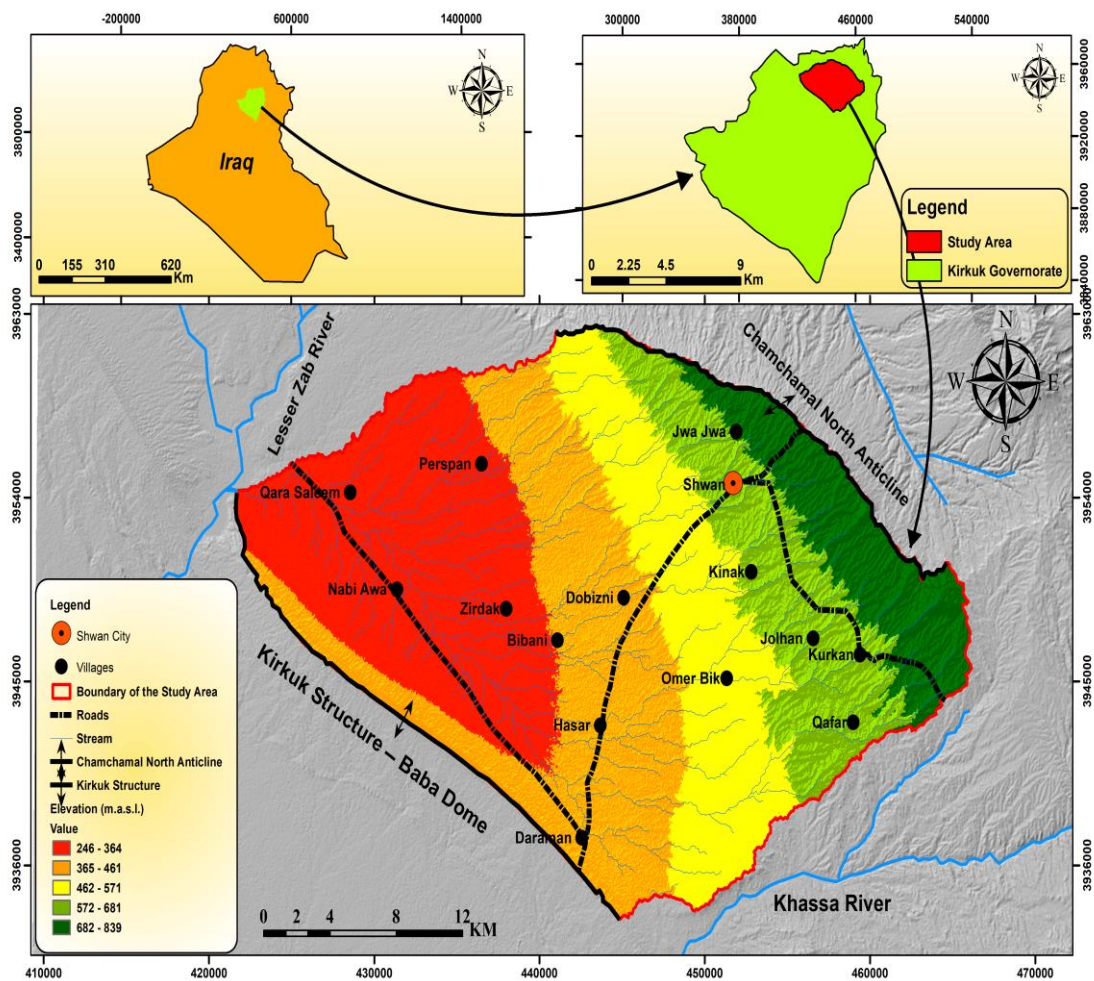 -200000 600000 1400000
3800000
3400000
N
W E
S
Iraq
0 155 310 620
Km
300000 380000 460000 540000
3960000
3920000
3880000
3840000
N
W E
S
Legend
Study Area
Kirkuk Governorate
0 2.25 4.5 9
Km
3963000
3954000
3945000
3936000
Lesser Zab River
Chamchamal North Anticline
N
W E
S
Jwa Jwa
Perspan
Shwan
Qara Saleem
Kinak
Nabi Awa
Dobizni
Zirdak
Bibani
Jolhan
Kurkan
Omer Bik
Kirkuk Structure – Baba Dome
Hasar
Qafar
Daraman
Khassa River
Legend
Shwan City
Villages
Boundary of the Study Area
Roads
Stream
Chamchamal North Anticline
Kirkuk Structure
Elevation (m.a.s.l.)
Value
246 - 364
365 - 461
462 - 571
572 - 681
682 - 839
0 2 4 8 12
KM
3963000
3954000
3945000
3936000
410000 420000 430000 440000 450000 460000 470000